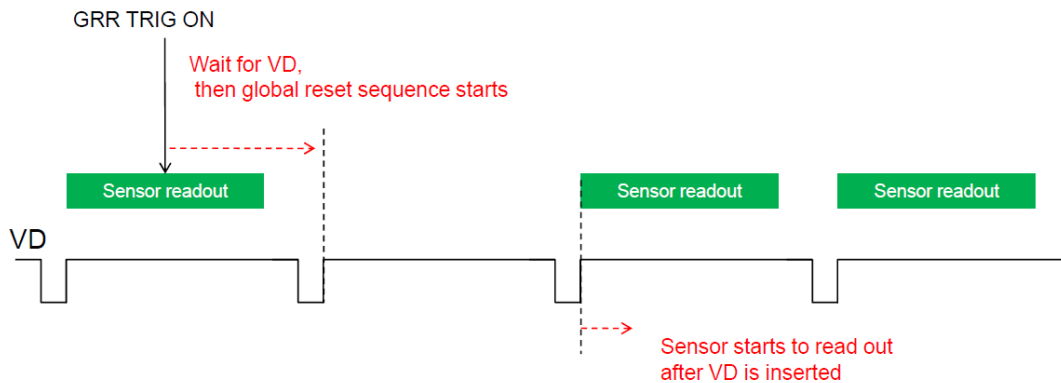 GRR TRIG ON
Wait for VD,
then global reset sequence starts
Sensor readout
Sensor readout
Sensor readout
VD
Sensor starts to read out
after VD is inserted